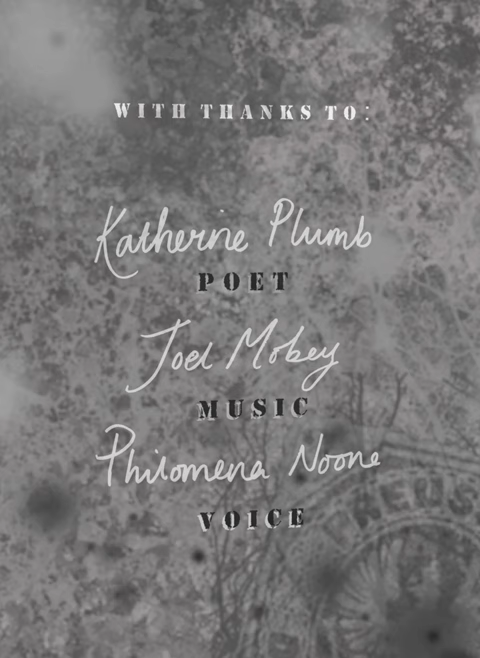 WITH THANKS TO:
Katherine Plumb
POET
Joel Mobey
MUSIC
Philomena Noone
VOICE